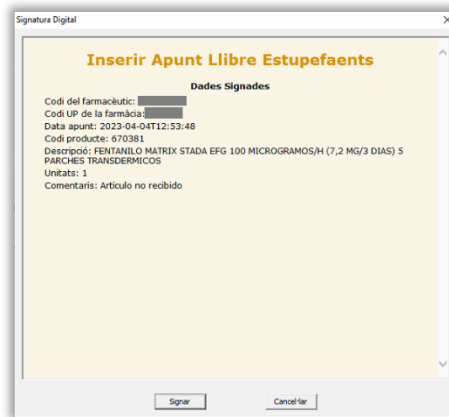 Signatura Digital
Inserir Apunt Llibre Estupefaents
Dades Signades
Codi del farmacèutic:
Codi UP de la farmàcia:
Data apunt: 2023-04-04T12:53:48
Codi producte: 670381
Descripció: FENTANILO MATRIX STADA EFG 100 MICROGRAMOS/H (7,2 MG/3 DIAS) 5
PARCHES TRANSDERMICOS
Unitats: 1
Comentaris: Articulo no recibido
Signar
Cancel·lar